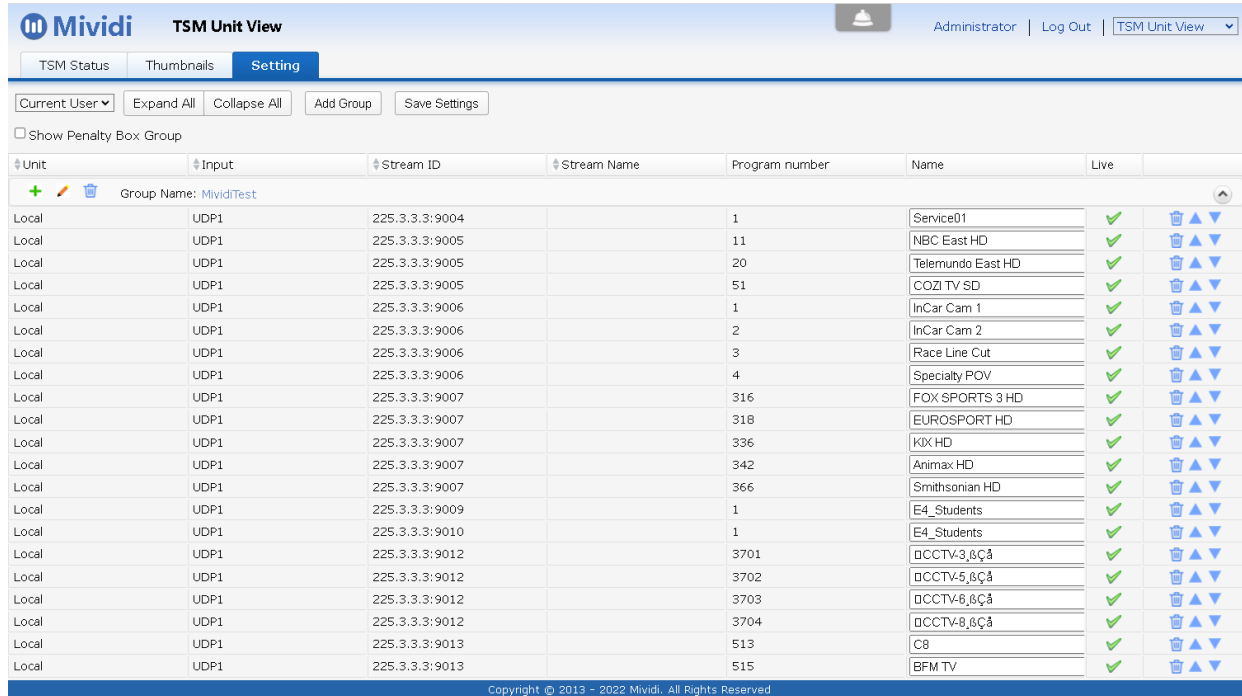 Mividi TSM Unit View Administrator | Log Out | TSM Unit View
TSM Status Thumbnails Setting
Current User Expand All Collapse All Add Group Save Settings
Show Penalty Box Group
Unit Input Stream ID Stream Name Program number Name Live
Group Name: MividiTest
Local UDP1 225.3.3.3:9004 1 Service01
Local UDP1 225.3.3.3:9005 11 NBC East HD
Local UDP1 225.3.3.3:9005 20 Telemundo East HD
Local UDP1 225.3.3.3:9005 51 COZI TV SD
Local UDP1 225.3.3.3:9006 1 InCar Cam 1
Local UDP1 225.3.3.3:9006 2 InCar Cam 2
Local UDP1 225.3.3.3:9006 3 Race Line Cut
Local UDP1 225.3.3.3:9006 4 Specialty POV
Local UDP1 225.3.3.3:9007 316 FOX SPORTS 3 HD
Local UDP1 225.3.3.3:9007 318 EUROSPORT HD
Local UDP1 225.3.3.3:9007 336 KIX HD
Local UDP1 225.3.3.3:9007 342 Animax HD
Local UDP1 225.3.3.3:9007 366 Smithsonian HD
Local UDP1 225.3.3.3:9009 1 E4_Students
Local UDP1 225.3.3.3:9010 1 E4_Students
Local UDP1 225.3.3.3:9012 3701 □CCTV-3¸ßÇå
Local UDP1 225.3.3.3:9012 3702 □CCTV-5¸ßÇå
Local UDP1 225.3.3.3:9012 3703 □CCTV-6¸ßÇå
Local UDP1 225.3.3.3:9012 3704 □CCTV-8¸ßÇå
Local UDP1 225.3.3.3:9013 513 C8
Local UDP1 225.3.3.3:9013 515 BFM TV
Copyright © 2013 - 2022 Mividi. All Rights Reserved